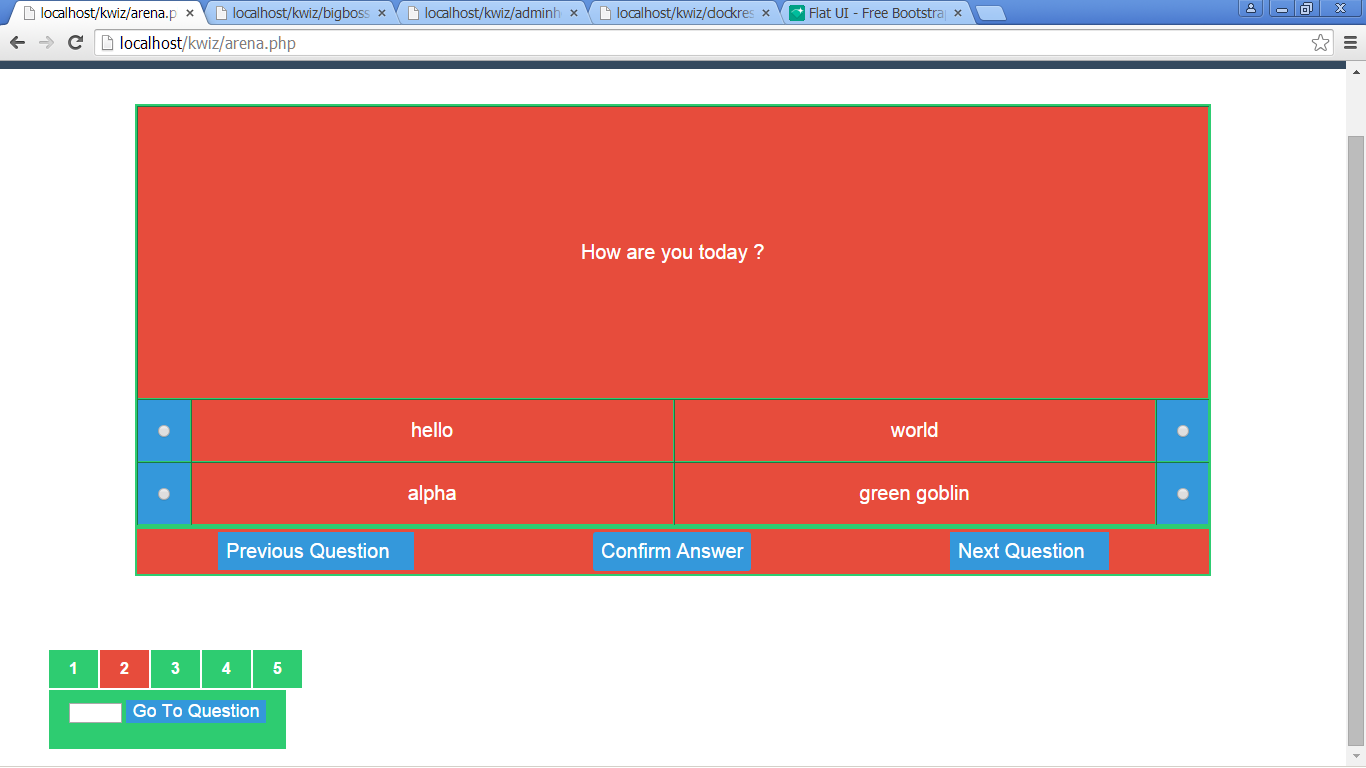 localhost/kwiz/arena.p
localhost/kwiz/bigboss
localhost/kwiz/adminh
localhost/kwiz/clockres
Flat UI - Free Bootstrap
localhost/kwiz/arena.php
How are you today ?
hello world
alpha green goblin
Previous Question Confirm Answer Next Question
1 2 3 4 5
Go To Question